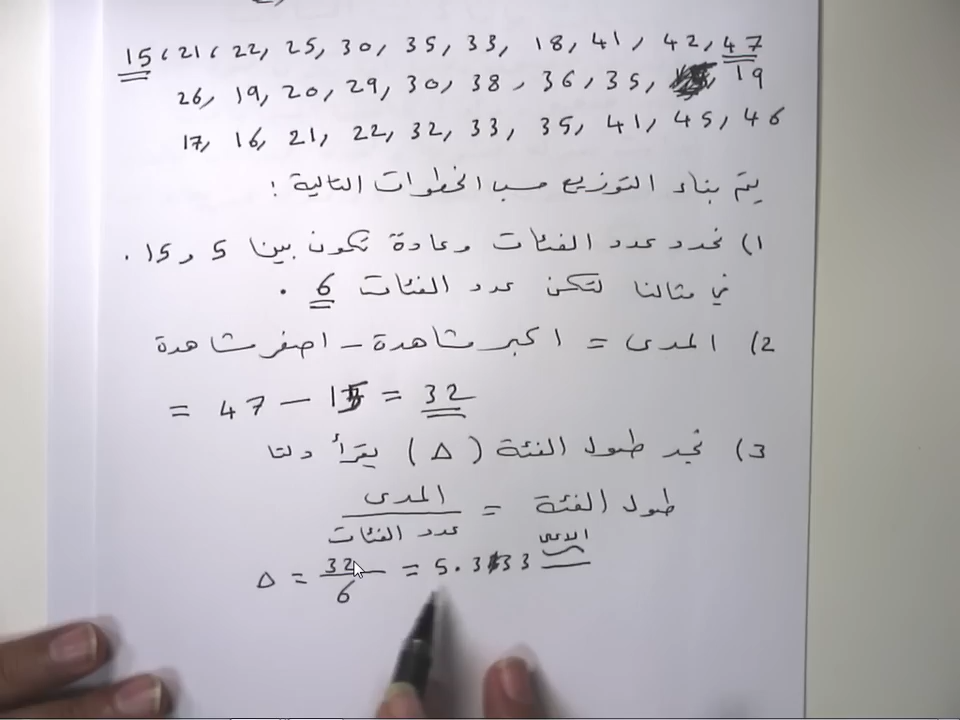 15, 21, 22, 25, 30, 35, 33, 18, 41, 42, 47
26, 19, 20, 29, 30, 38, 36, 35, 19
17, 16, 21, 22, 32, 33, 35, 41, 45, 46
يتم بناء التوزيع حسب الخطوات التالية :
1) نحدد عدد الفئات وعادة تكون بين 5 و 15 .
في مثالنا لتكن عدد الفئات 6 .
2) المدى = اكبر مشاهدة - اصغر مشاهدة
= 47 - 15 = 32
3) نجد طول الفئة (Δ) يقرأ دلتا
طول الفئة = المدى / عدد الفئات
Δ = 32/6 = 5.333